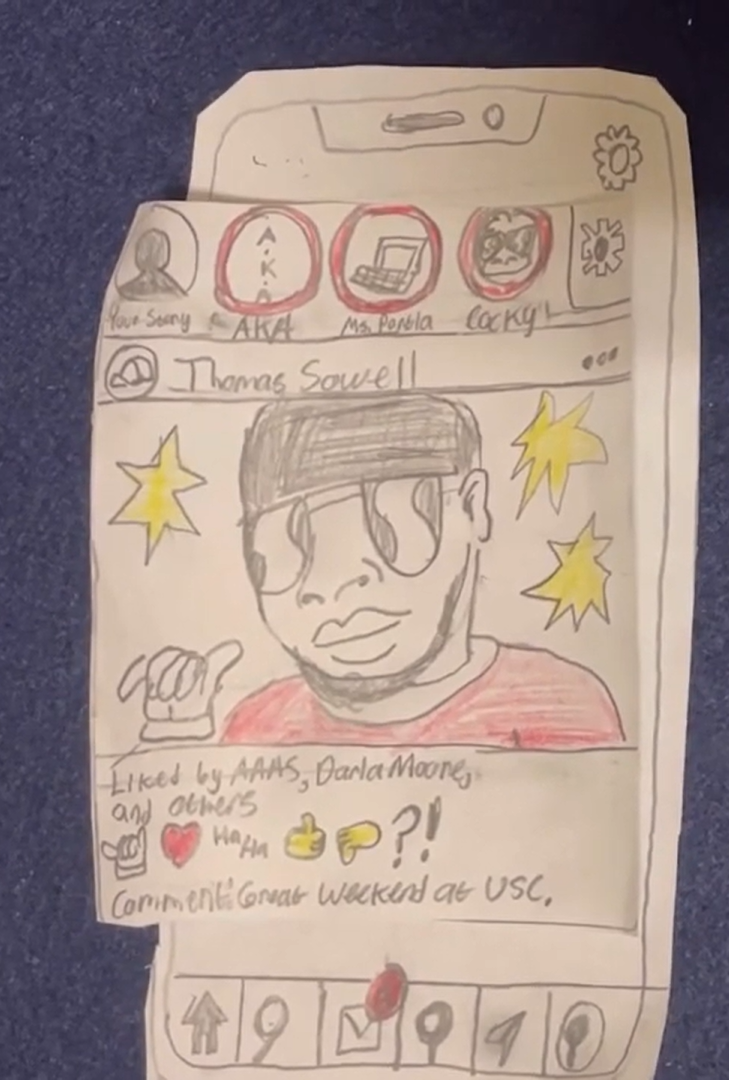 A.
K.
A
Your Story
AKA
Ms. Portla
Cocky!
Thomas Sowell
Liked by AAAS, Darla Moore,
and others
Ha Ha
?!
Comment: Great Weekend at USC.